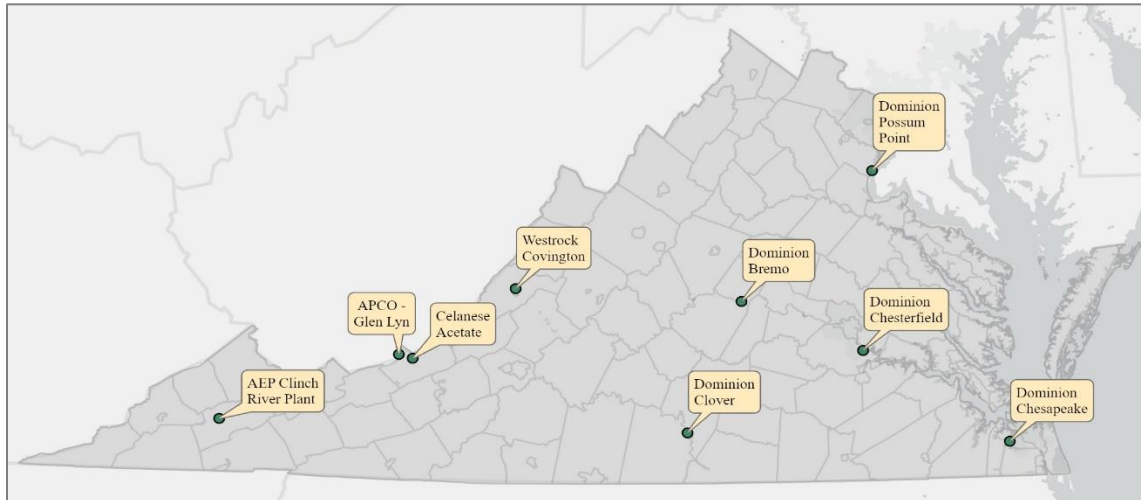 Dominion
Possum
Point
Westrock
Covington
Dominion
Bremo
APCO -
Glen Lyn
Celanese
Acetate
Dominion
Chesterfield
AEP Clinch
River Plant
Dominion
Clover
Dominion
Chesapeake